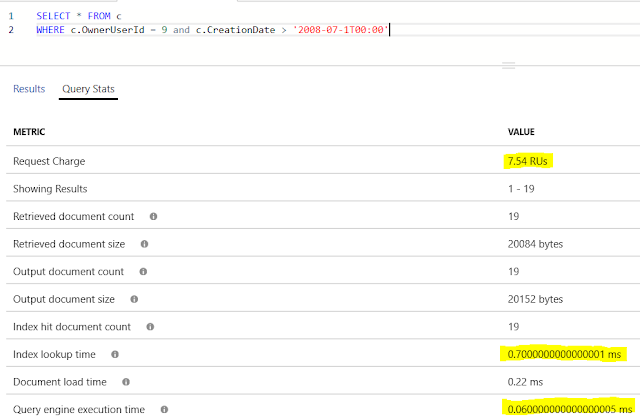 1 SELECT * FROM c
2 WHERE c.OwnerUserId = 9 and c.CreationDate > '2008-07-1T00:00'
Results Query Stats
METRIC VALUE
Request Charge 7.54 RUs
Showing Results 1 - 19
Retrieved document count 19
Retrieved document size 20084 bytes
Output document count 19
Output document size 20152 bytes
Index hit document count 19
Index lookup time 0.7000000000000001 ms
Document load time 0.22 ms
Query engine execution time 0.060000000000000005 ms